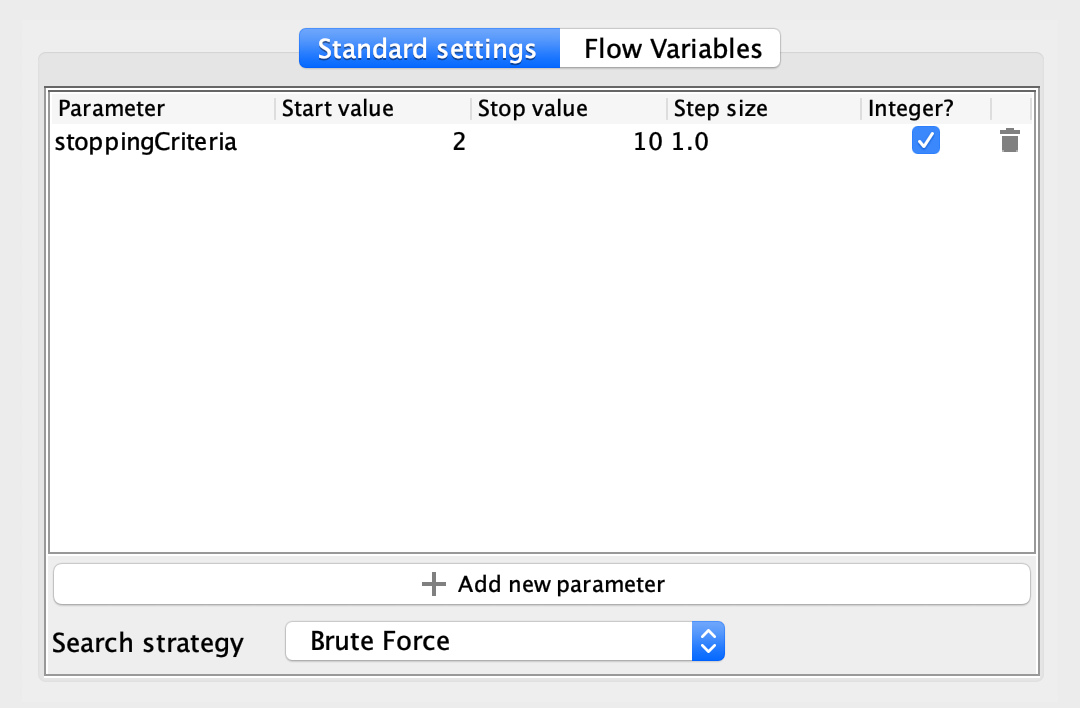 Standard settings Flow Variables
Parameter Start value Stop value Step size Integer?
stoppingCriteria 2 10 1.0
Add new parameter
Search strategy Brute Force